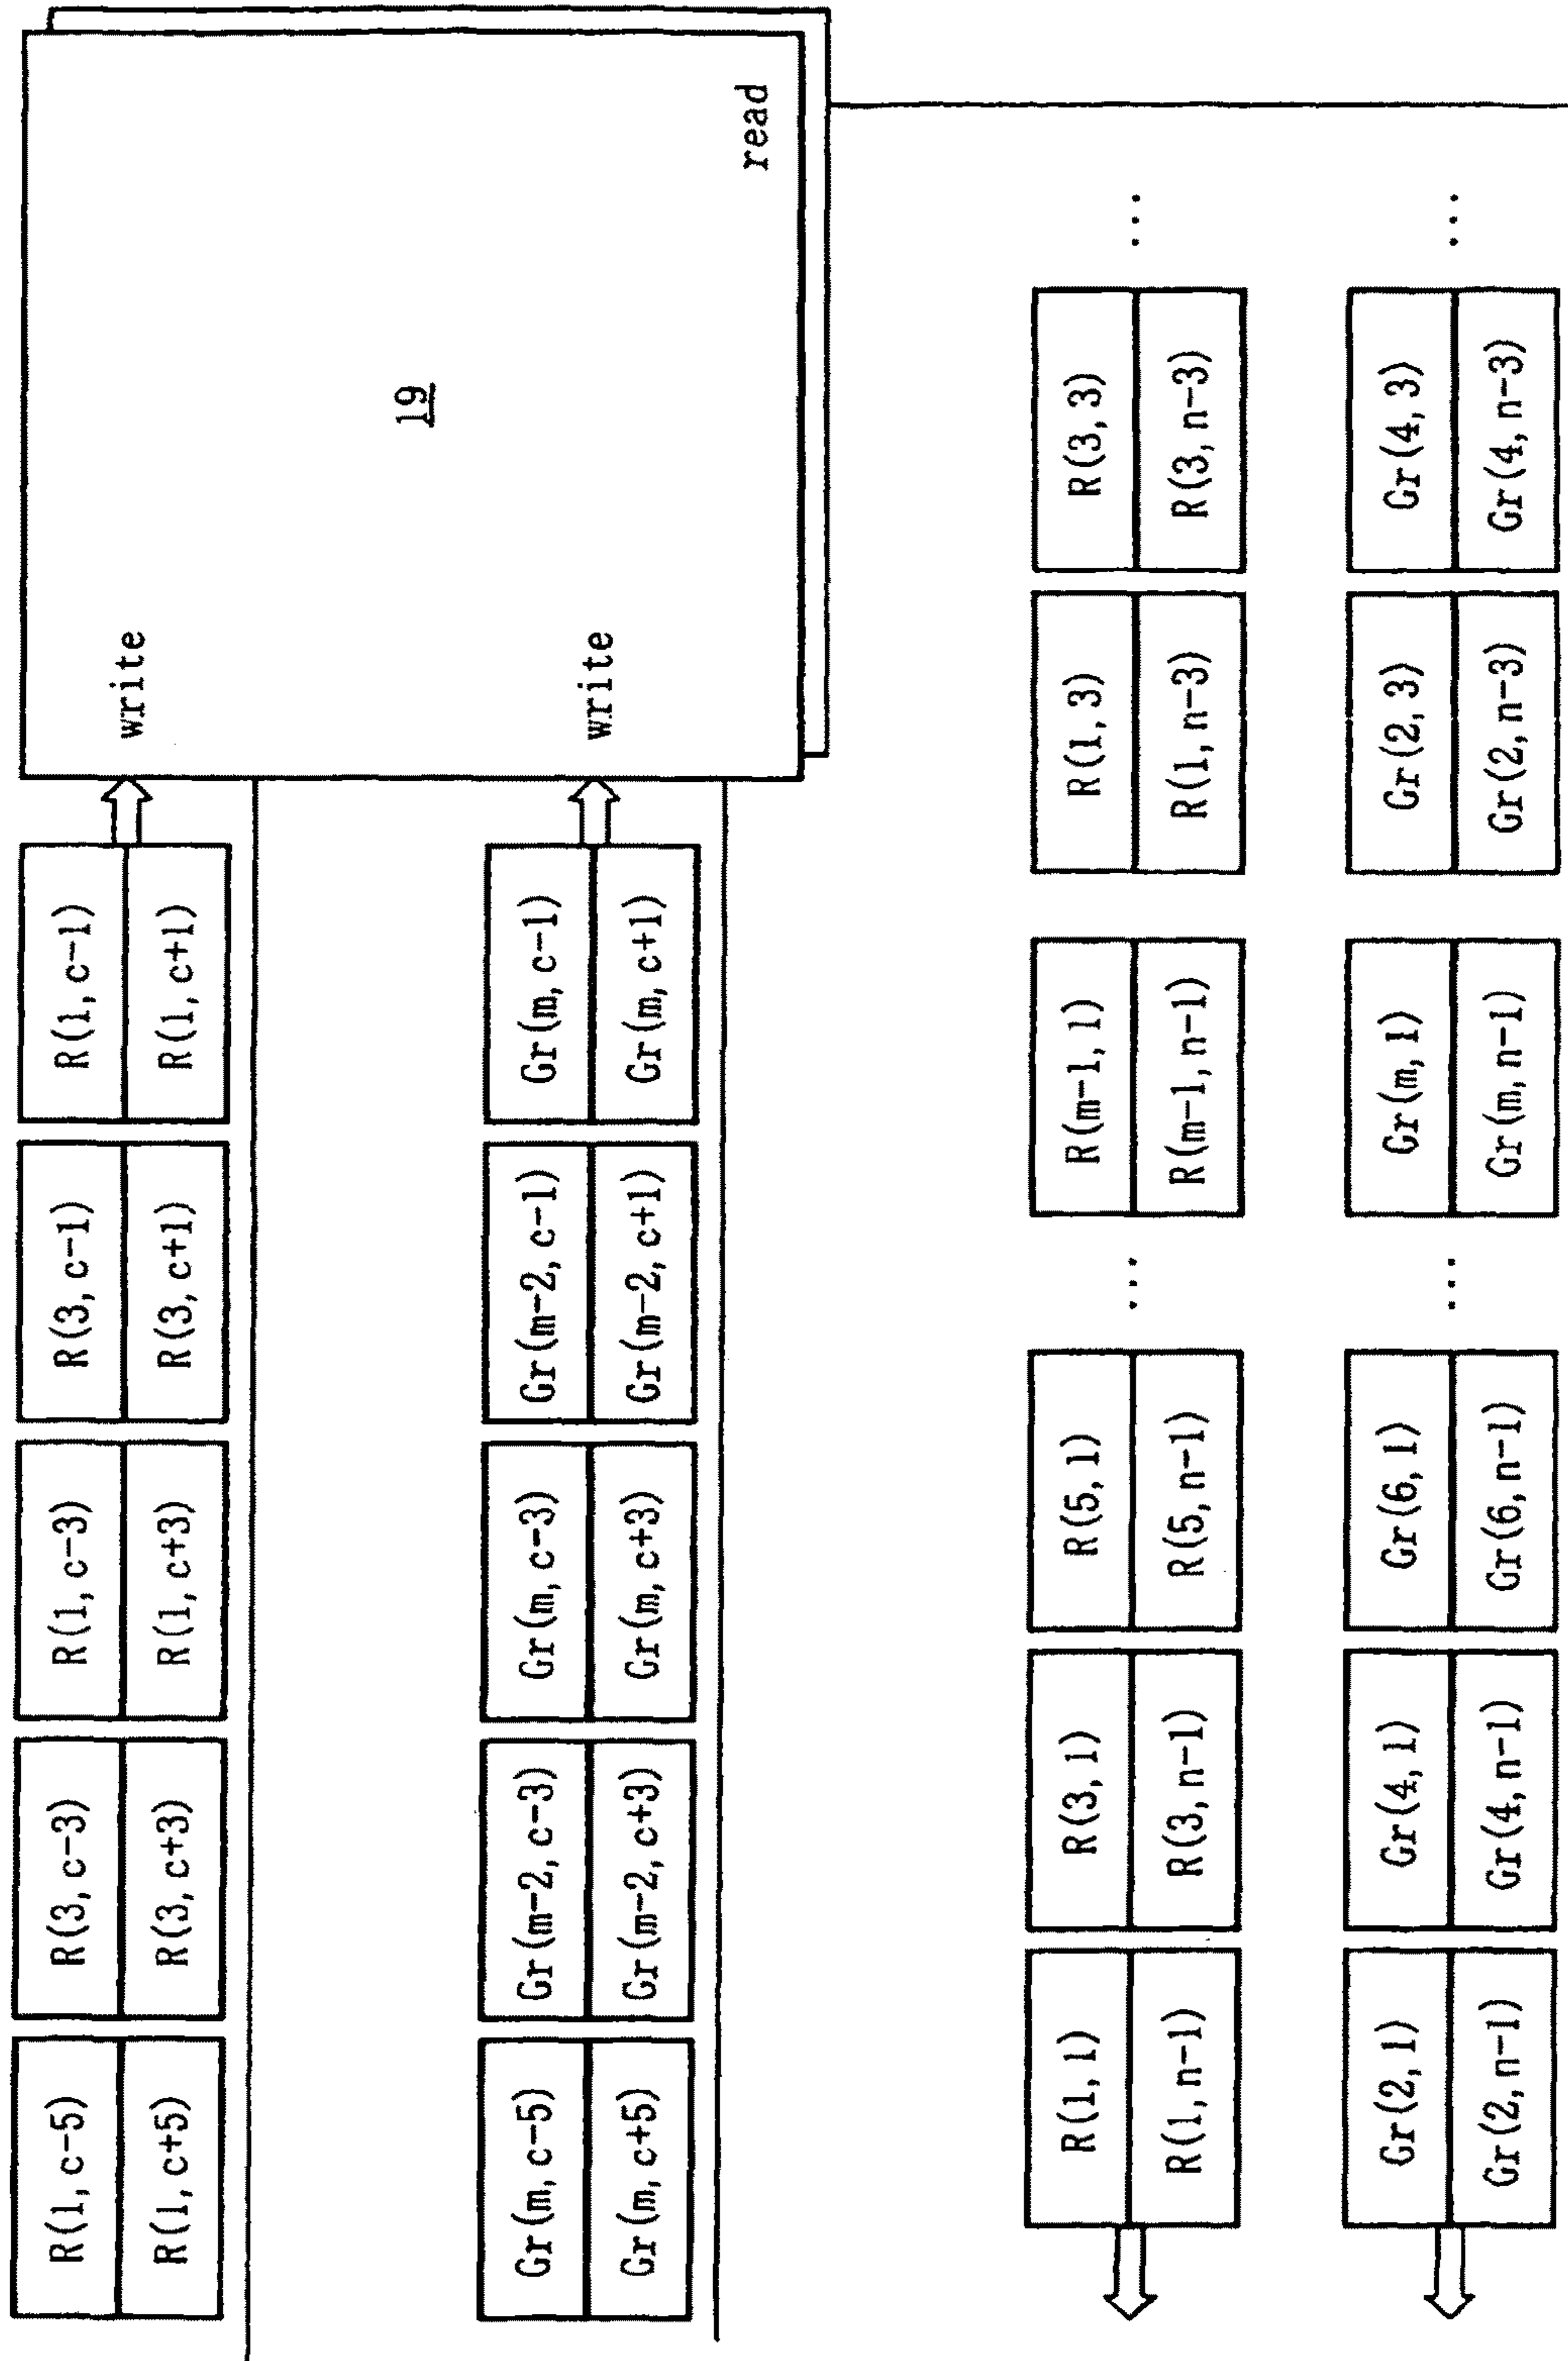 R(1,c-5) R(3,c-3) R(1,c-3) R(3,c-1) R(1,c-1)
R(1,c+5) R(3,c+3) R(1,c+3) R(3,c+1) R(1,c+1)
write
19
Gr(m,c-5) Gr(m-2,c-3) Gr(m,c-3) Gr(m-2,c-1) Gr(m,c-1)
Gr(m,c+5) Gr(m-2,c+3) Gr(m,c+3) Gr(m-2,c+1) Gr(m,c+1)
write
read
R(1,1) R(3,1) R(5,1) ... R(m-1,1) R(1,3) R(3,3) ...
R(1,n-1) R(3,n-1) R(5,n-1) R(m-1,n-1) R(1,n-3) R(3,n-3)
Gr(2,1) Gr(4,1) Gr(6,1) ... Gr(m,1) Gr(2,3) Gr(4,3) ...
Gr(2,n-1) Gr(4,n-1) Gr(6,n-1) Gr(m,n-1) Gr(2,n-3) Gr(4,n-3)